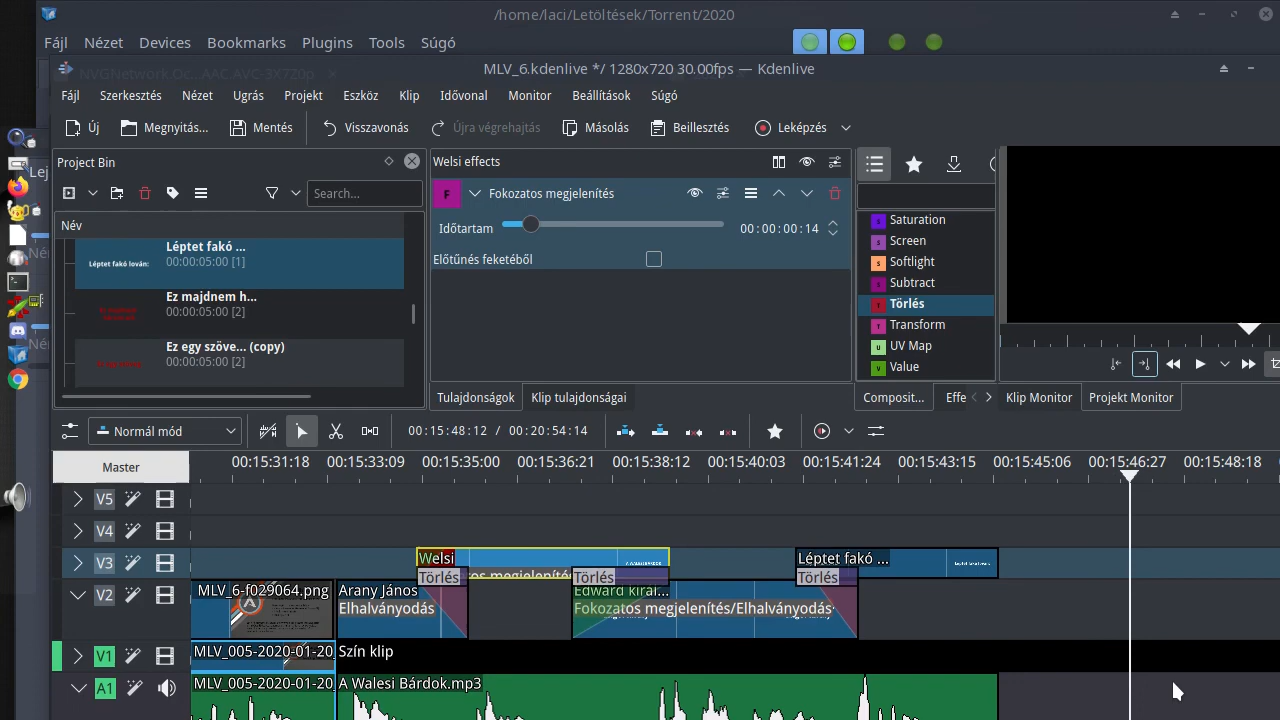 /home/laci/Letöltések/Torrent/2020
Fájl Nézet Devices Bookmarks Plugins Tools Súgó
NVGNetwork.Oc...AAC.AVC-3X720p
MLV_6.kdenlive */ 1280x720 30.00fps — Kdenlive
Fájl Szerkesztés Nézet Ugrás Projekt Eszköz Klip Idővonal Monitor Beállítások Súgó
Új Megnyitás... Mentés Visszavonás Újra végrehajtás Másolás Beillesztés Leképzés
Project Bin
Search...
Név
Léptet fakó ...
00:00:05:00 [1]
Léptet fakó lován:
Ez majdnem h...
00:00:05:00 [2]
Ez egy szöve... (copy)
00:00:05:00 [2]
Welsi effects
F Fokozatos megjelenítés
Időtartam 00:00:00:14
Előtűnés feketéből
Tulajdonságok Klip tulajdonságai
s Saturation
s Screen
s Softlight
s Subtract
T Törlés
T Transform
u UV Map
v Value
Composit... Effe Klip Monitor Projekt Monitor
Normál mód 00:15:48:12 / 00:20:54:14
Master 00:15:31:18 00:15:33:09 00:15:35:00 00:15:36:21 00:15:38:12 00:15:40:03 00:15:41:24 00:15:43:15 00:15:45:06 00:15:46:27 00:15:48:18
V5
V4
V3 Welsi Léptet fakó ...
Törlés os megjeleníté Törlés Törlés
V2 MLV_6-f029064.png Arany János Edward királ...
Elhalványodás Fokozatos megjelenítés/Elhalványodás
V1 MLV_005-2020-01-20_ Szín klip
A1 MLV_005-2020-01-20_ A Walesi Bárdok.mp3